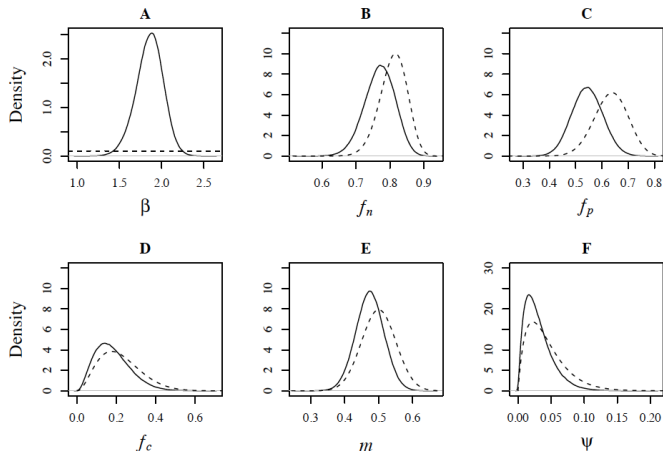 A
B
C
Density
0.0 1.0 2.0
0 2 4 6 8 10
0 2 4 6 8 10
1.0 1.5 2.0 2.5
0.5 0.6 0.7 0.8 0.9
0.3 0.4 0.5 0.6 0.7 0.8
β
f_n
f_p
D
E
F
Density
0 2 4 6 8 10
0 2 4 6 8 10
0 5 10 20 30
0.0 0.2 0.4 0.6
0.3 0.4 0.5 0.6
0.00 0.05 0.10 0.15 0.20
f_c
m
ψ